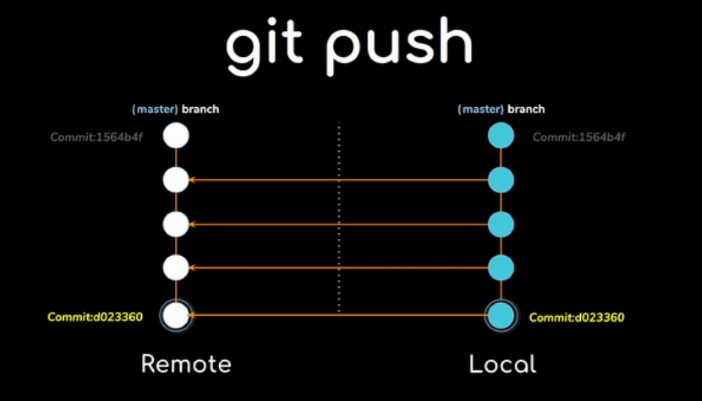 git push
(master) branch
(master) branch
Commit:1564b4f
Commit:1564b4f
Commit:d023360
Commit:d023360
Remote
Local